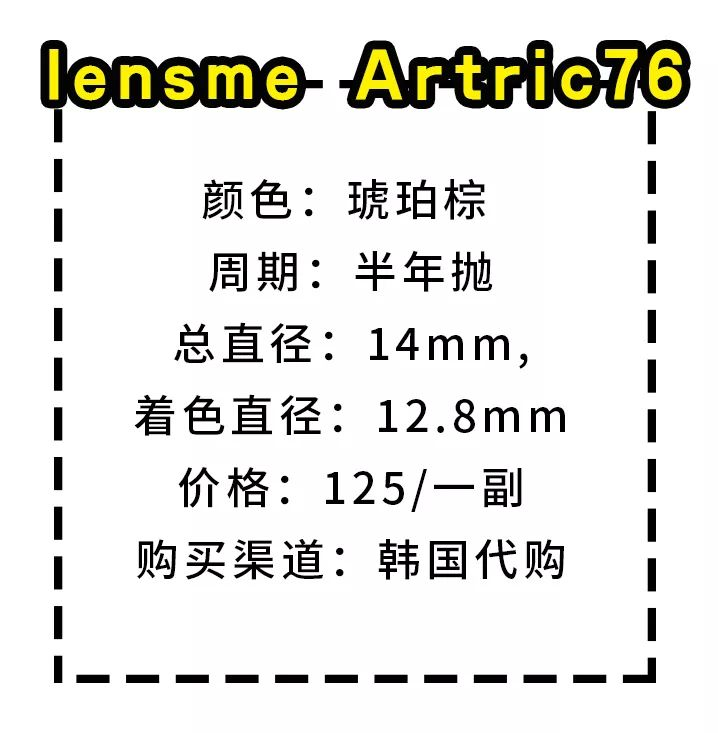 lensme Artric76
颜色：琥珀棕
周期：半年抛
总直径：14mm,
着色直径：12.8mm
价格：125/一副
购买渠道：韩国代购